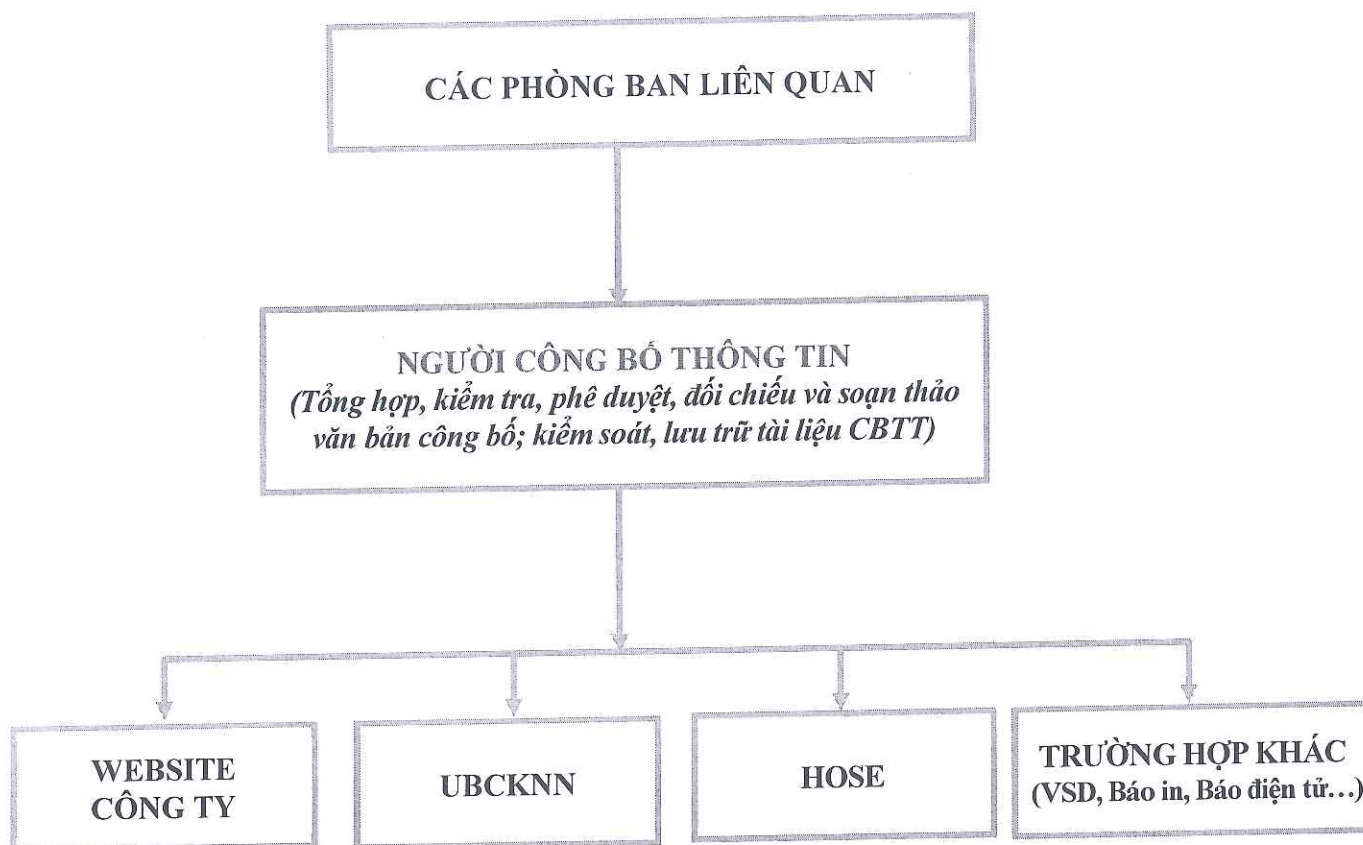 CÁC PHÒNG BAN LIÊN QUAN
NGƯỜI CÔNG BỐ THÔNG TIN
(Tổng hợp, kiểm tra, phê duyệt, đối chiếu và soạn thảo
văn bản công bố; kiểm soát, lưu trữ tài liệu CBTT)
WEBSITE
CÔNG TY
UBCKNN
HOSE
TRƯỜNG HỢP KHÁC
(VSD, Báo in, Báo điện tử...)